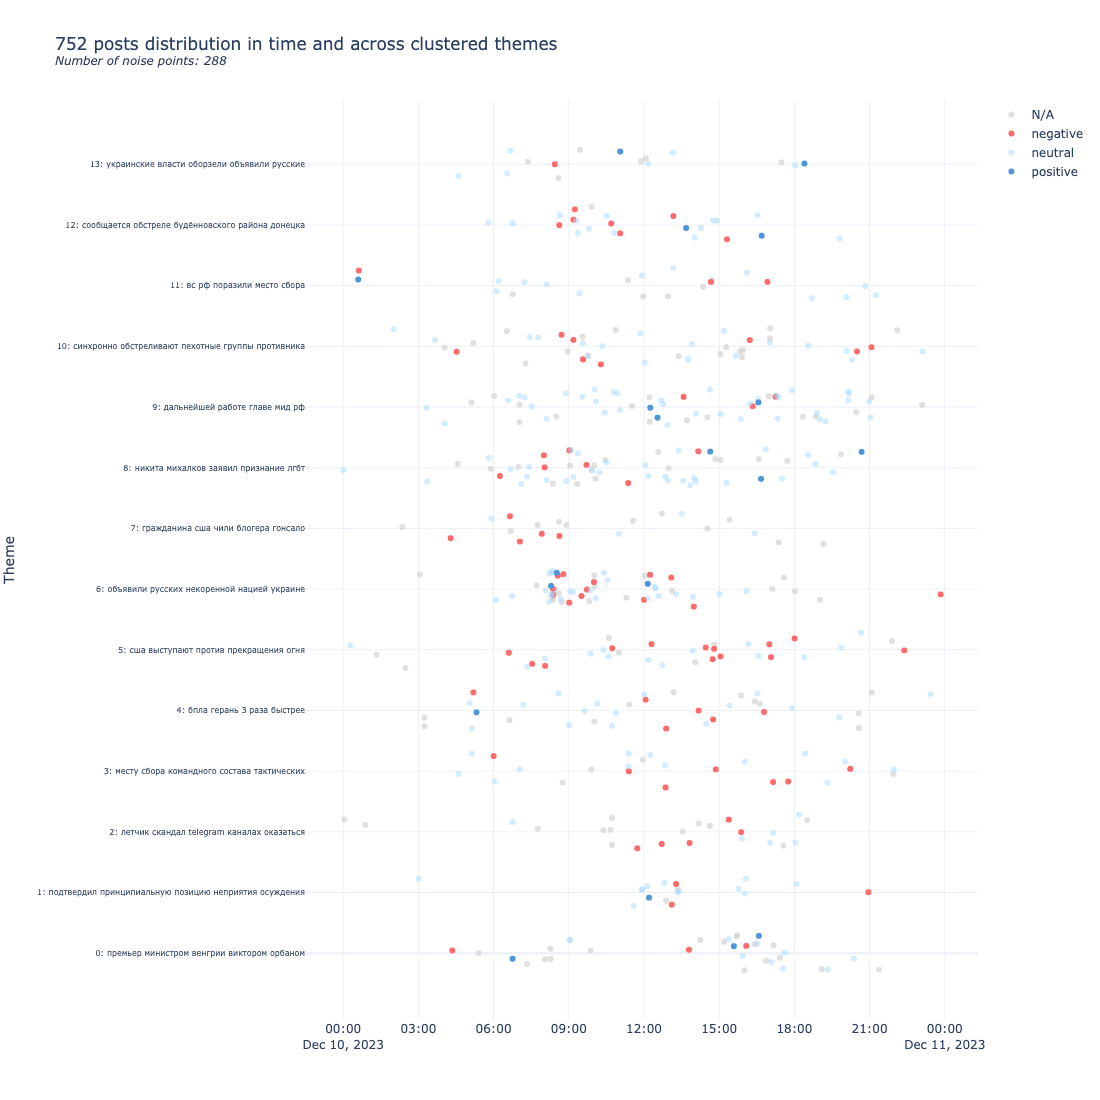 752 posts distribution in time and across clustered themes
Number of noise points: 288
N/A
negative
neutral
positive
Theme
13: украинские власти оборзели объявили русские
12: сообщается обстреле будённовского района донецка
11: вс рф поразили место сбора
10: синхронно обстреливают пехотные группы противника
9: дальнейшей работе главе мид рф
8: никита михалков заявил признание лгбт
7: гражданина сша чили блогера гонсало
6: объявили русских некоренной нацией украине
5: сша выступают против прекращения огня
4: бпла герань 3 раза быстрее
3: месту сбора командного состава тактических
2: летчик скандал telegram каналах оказаться
1: подтвердил принципиальную позицию неприятия осуждения
0: премьер министром венгрии виктором орбаном
00:00 03:00 06:00 09:00 12:00 15:00 18:00 21:00 00:00
Dec 10, 2023 Dec 11, 2023